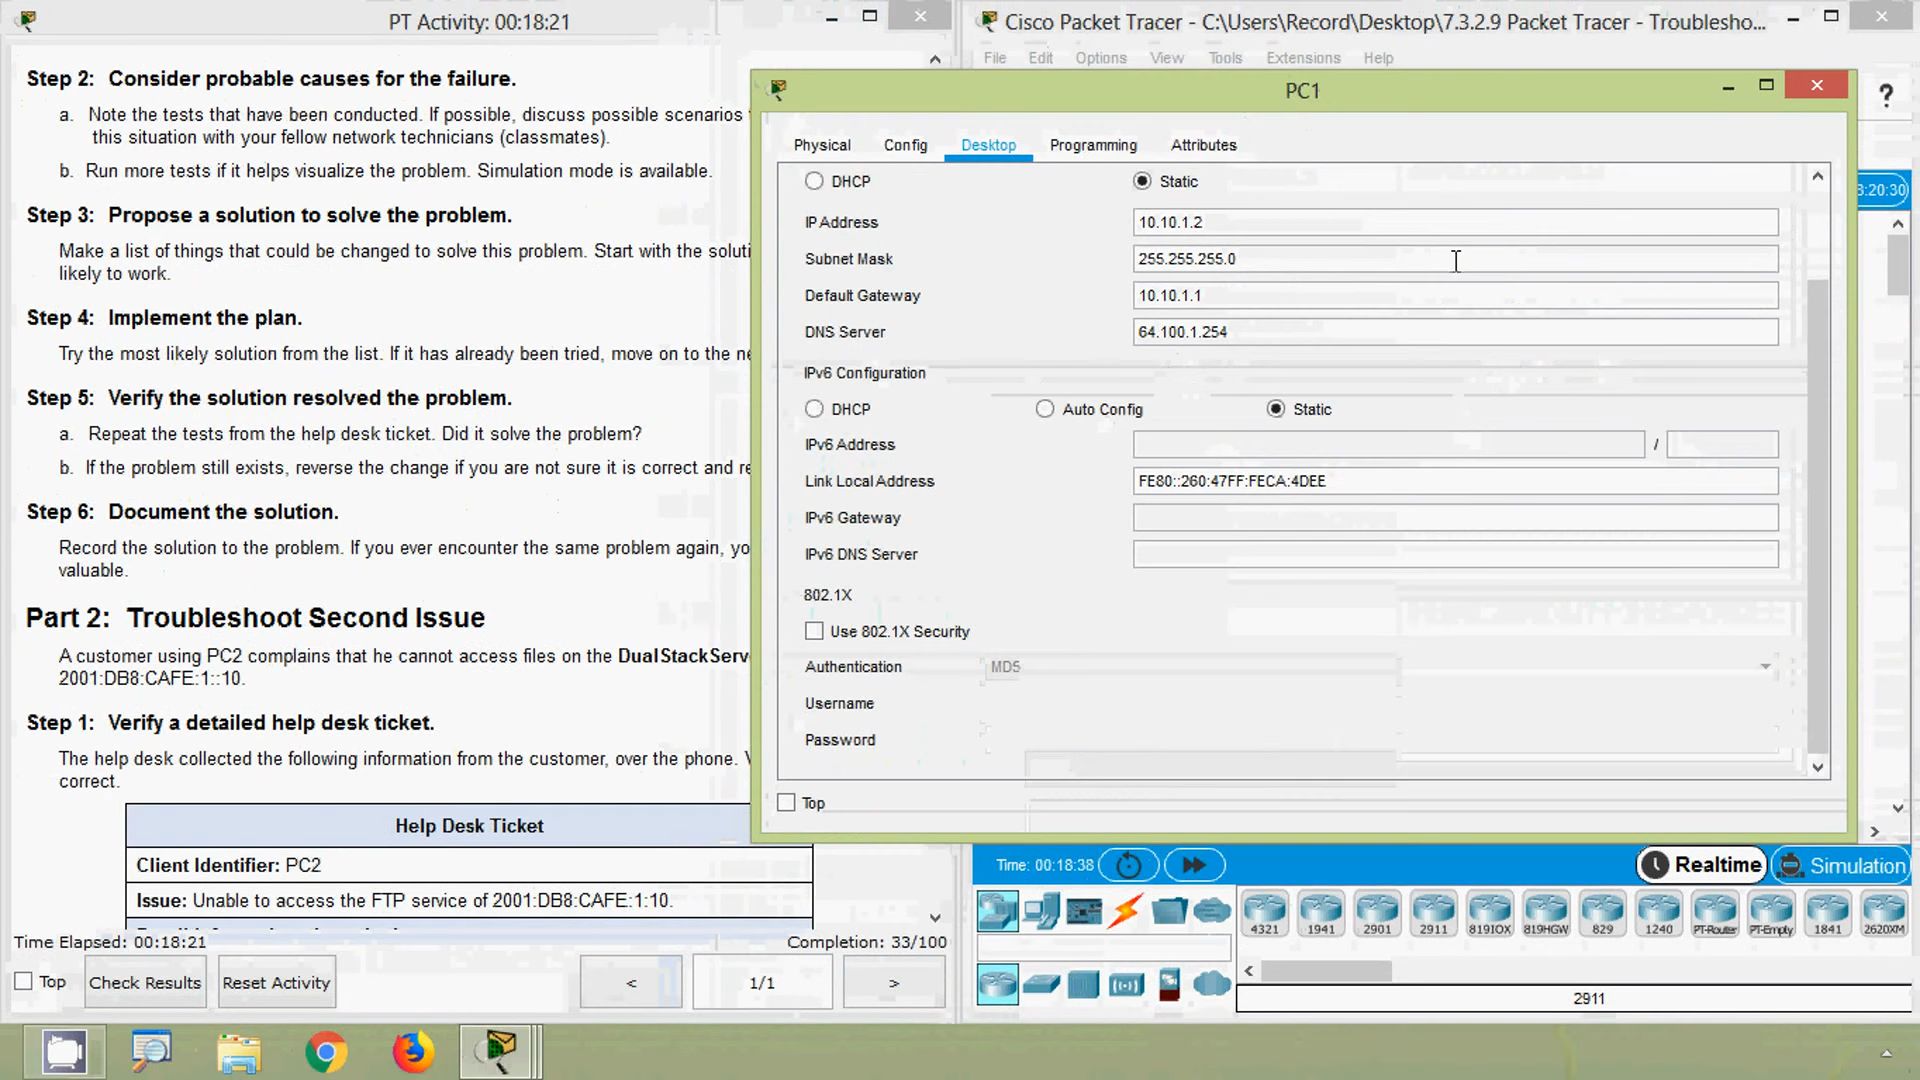 PT Activity: 00:18:21
Step 2: Consider probable causes for the failure.
a. Note the tests that have been conducted. If possible, discuss possible scenarios
this situation with your fellow network technicians (classmates).
b. Run more tests if it helps visualize the problem. Simulation mode is available.
Step 3: Propose a solution to solve the problem.
Make a list of things that could be changed to solve this problem. Start with the soluti
likely to work.
Step 4: Implement the plan.
Try the most likely solution from the list. If it has already been tried, move on to the ne
Step 5: Verify the solution resolved the problem.
a. Repeat the tests from the help desk ticket. Did it solve the problem?
b. If the problem still exists, reverse the change if you are not sure it is correct and re
Step 6: Document the solution.
Record the solution to the problem. If you ever encounter the same problem again, yo
valuable.
Part 2: Troubleshoot Second Issue
A customer using PC2 complains that he cannot access files on the DualStackServ
2001:DB8:CAFE:1::10.
Step 1: Verify a detailed help desk ticket.
The help desk collected the following information from the customer, over the phone. V
correct.
Help Desk Ticket
Client Identifier: PC2
Issue: Unable to access the FTP service of 2001:DB8:CAFE:1:10.
Time Elapsed: 00:18:21
Completion: 33/100
Top
Check Results
Reset Activity
<
1/1
>
Cisco Packet Tracer - C:\Users\Record\Desktop\7.3.2.9 Packet Tracer - Troublesho...
File Edit Options View Tools Extensions Help
?
3:20:30
PC1
Physical Config Desktop Programming Attributes
DHCP Static
IP Address 10.10.1.2
Subnet Mask 255.255.255.0
Default Gateway 10.10.1.1
DNS Server 64.100.1.254
IPv6 Configuration
DHCP Auto Config Static
IPv6 Address /
Link Local Address FE80::260:47FF:FECA:4DEE
IPv6 Gateway
IPv6 DNS Server
802.1X
Use 802.1X Security
Authentication MD5
Username
Password
Top
Time: 00:18:38
Realtime
Simulation
4321 1941 2901 2911 819IOX 819HGW 829 1240 PT-Router PT-Empty 1841 2620XM
2911